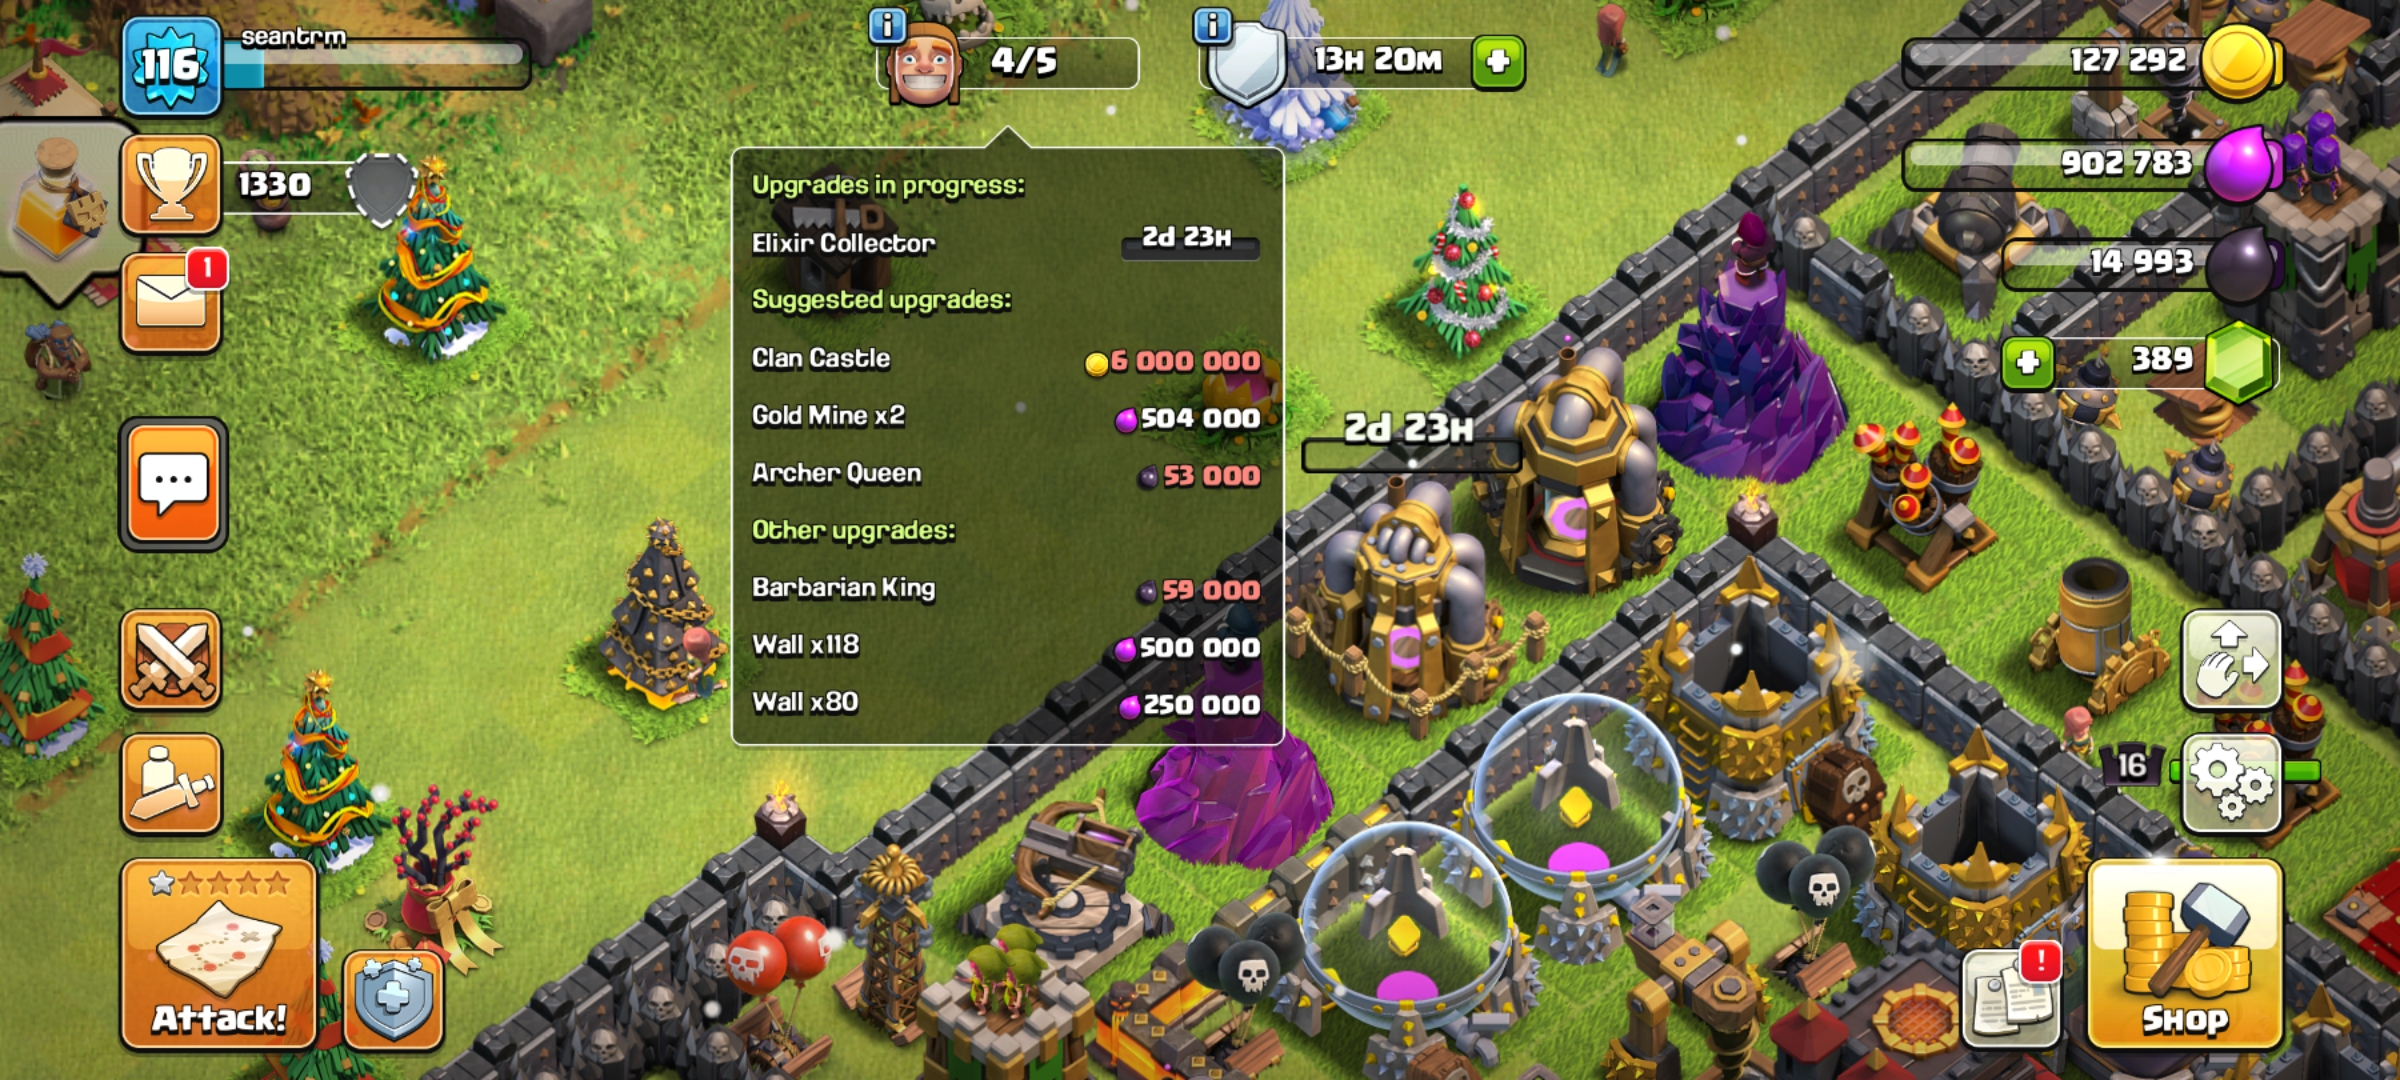 116
seantrm
4/5
13H 20M
127 292
1330
902 783
1
14 993
389
Upgrades in progress:
Elixir Collector 2d 23H
Suggested upgrades:
Clan Castle 6 000 000
Gold Mine x2 504 000
Archer Queen 53 000
Other upgrades:
Barbarian King 59 000
Wall x118 500 000
Wall x80 250 000
2d 23H
16
Attack!
!
Shop